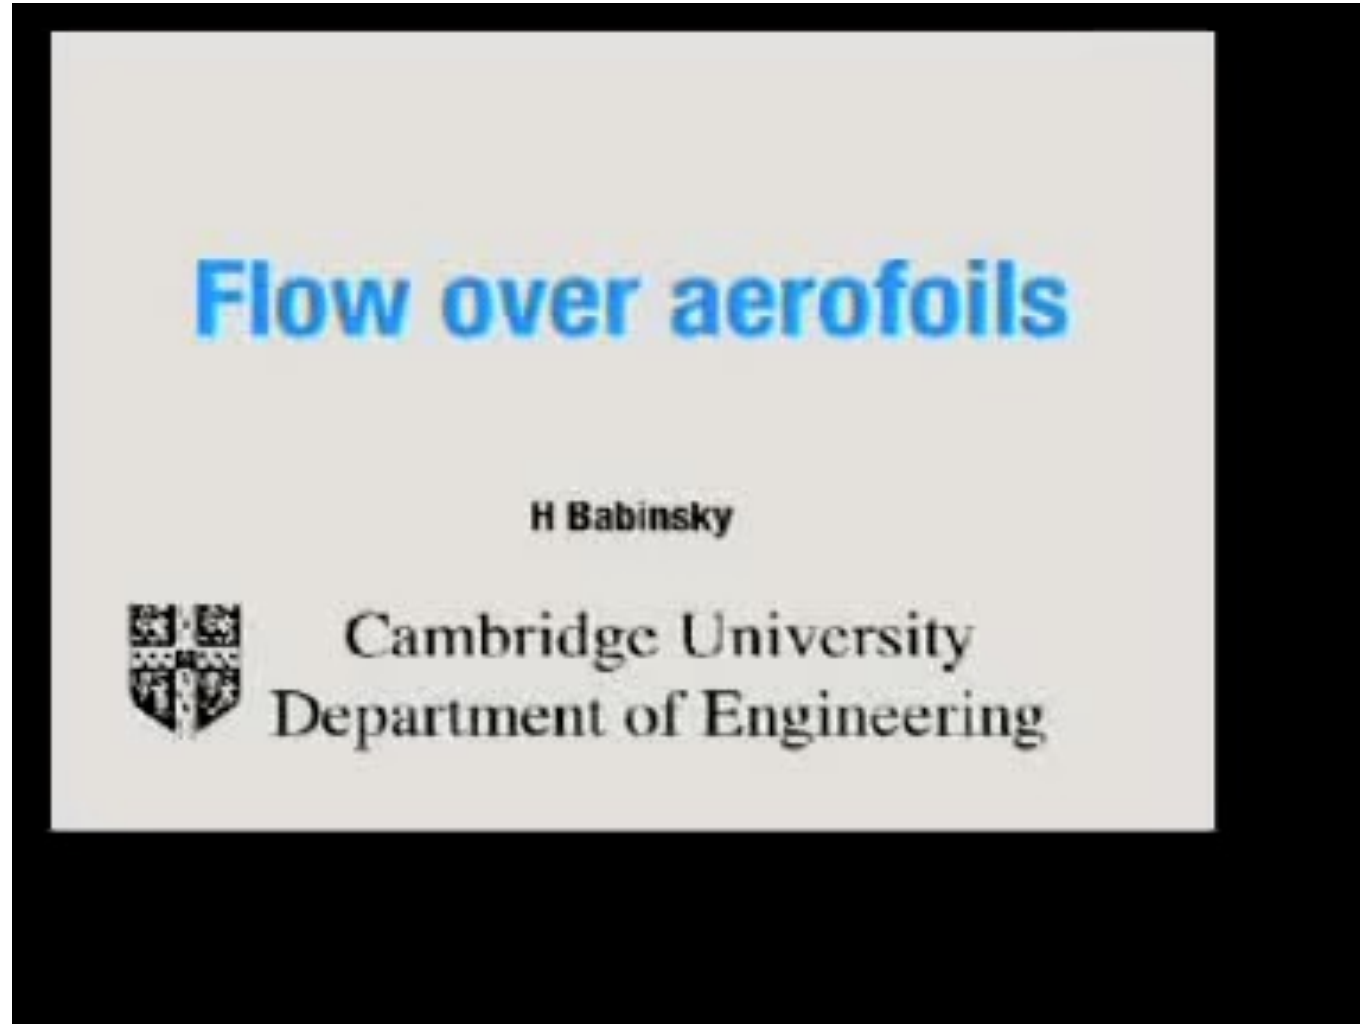 Flow over aerofoils
H Babinsky
Cambridge University
Department of Engineering